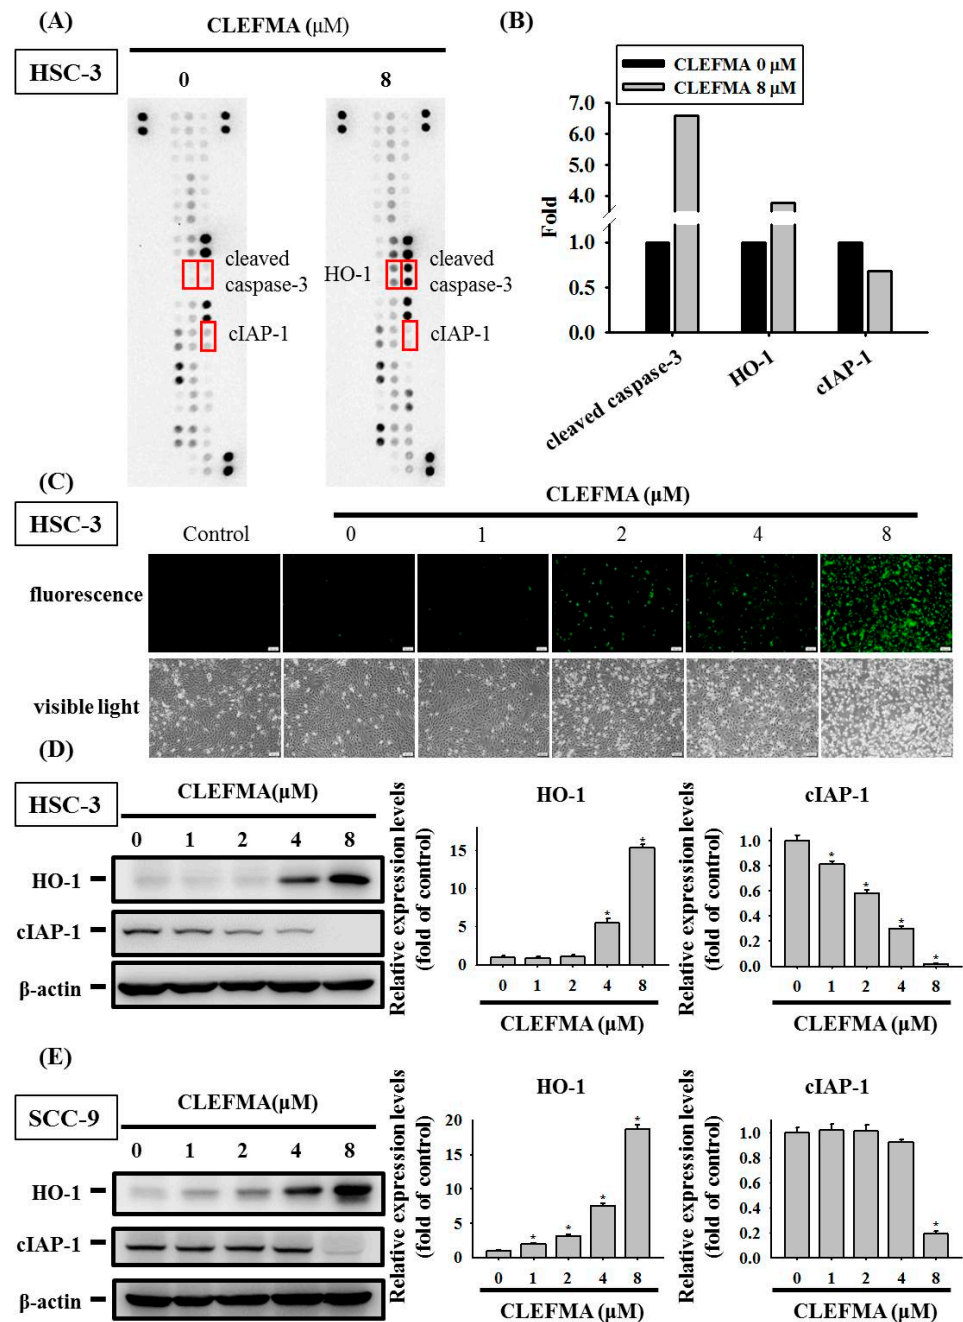 (A)
CLEFMA (μM)
HSC-3
0
8
cleaved
caspase-3
cIAP-1
HO-1
cleaved
caspase-3
cIAP-1
(B)
CLEFMA 0 μM
CLEFMA 8 μM
Fold
7.0
6.0
5.0
4.0
1.0
0.5
0.0
cleaved caspase-3
HO-1
cIAP-1
(C)
HSC-3
CLEFMA (μM)
Control
0
1
2
4
8
fluorescence
visible light
(D)
HSC-3
CLEFMA(μM)
0 1 2 4 8
HO-1
cIAP-1
β-actin
HO-1
Relative expression levels
(fold of control)
15
10
5
0
0 1 2 4 8
CLEFMA (μM)
cIAP-1
Relative expression levels
(fold of control)
1.0
0.8
0.6
0.4
0.2
0.0
0 1 2 4 8
CLEFMA (μM)
* * * * * *
(E)
SCC-9
CLEFMA(μM)
0 1 2 4 8
HO-1
cIAP-1
β-actin
HO-1
Relative expression levels
(fold of control)
20
15
10
5
0
* * * *
0 1 2 4 8
CLEFMA (μM)
cIAP-1
Relative expression levels
(fold of control)
1.0
0.8
0.6
0.4
0.2
0.0
*
0 1 2 4 8
CLEFMA (μM)